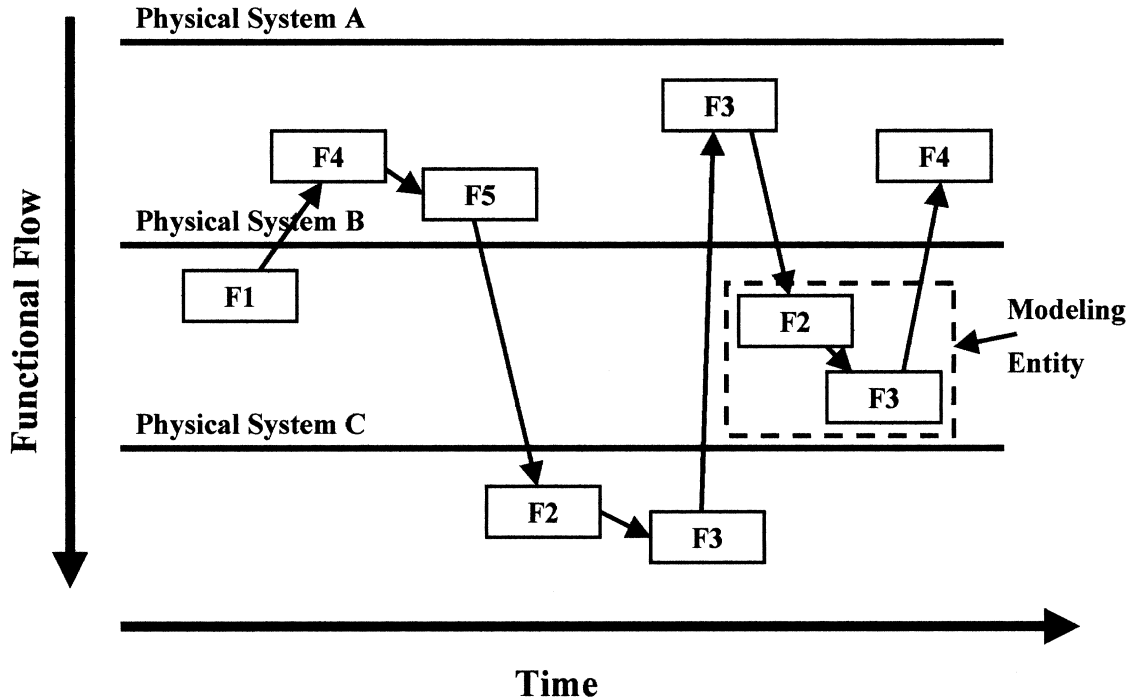 Physical System A
F3
F4
F4
F5
Physical System B
F1
F2
Modeling
Entity
F3
Physical System C
F2
F3
Functional Flow
Time